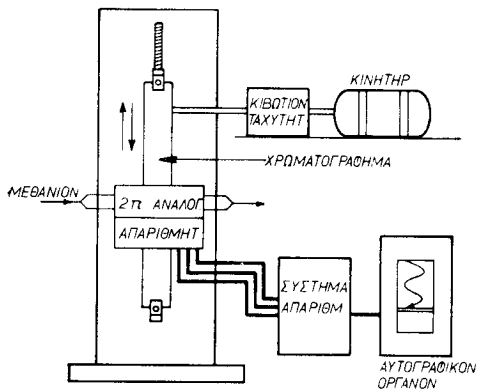 ΚΙΝΗΤΗΡ
ΚΙΒΩΤΙΟΝ
ΤΑΧΥΤΗΤ
ΧΡΩΜΑΤΟΓΡΑΦΗΜΑ
ΜΕΘΑΝΙΟΝ
2π ΑΝΑΛΟΓ
ΑΠΑΡΙΘΜΗΤ
ΣΥΣΤΗΜΑ
ΑΠΑΡΙΘΜ
ΑΥΤΟΓΡΑΦΙΚΟΝ
ΟΡΓΑΝΟΝ